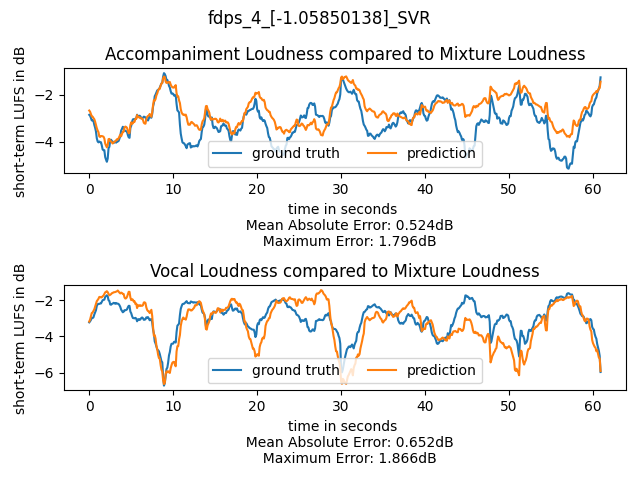 fdps_4_[-1.05850138]_SVR
Accompaniment Loudness compared to Mixture Loudness
short-term LUFS in dB
−2
−4
ground truth
prediction
0
10
20
30
40
50
60
time in seconds
Mean Absolute Error: 0.524dB
Maximum Error: 1.796dB
Vocal Loudness compared to Mixture Loudness
short-term LUFS in dB
−2
−4
−6
ground truth
prediction
0
10
20
30
40
50
60
time in seconds
Mean Absolute Error: 0.652dB
Maximum Error: 1.866dB